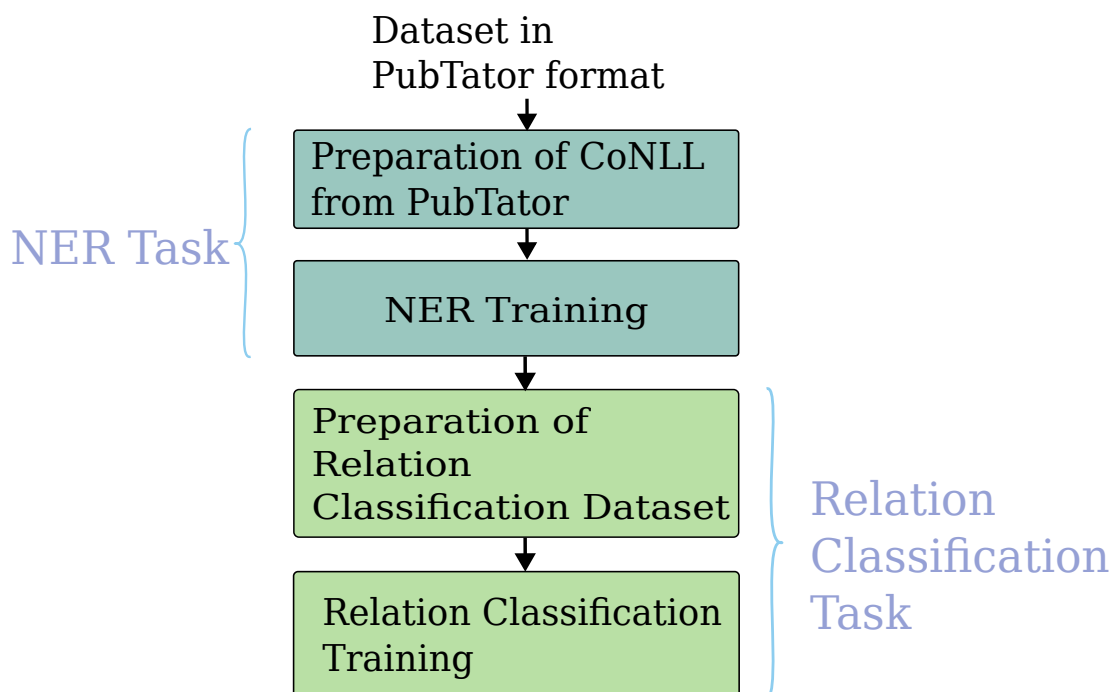 Dataset in
PubTator format
Preparation of CoNLL
from PubTator
NER Task
NER Training
Preparation of
Relation
Classification Dataset
Relation
Classification
Task
Relation Classification
Training